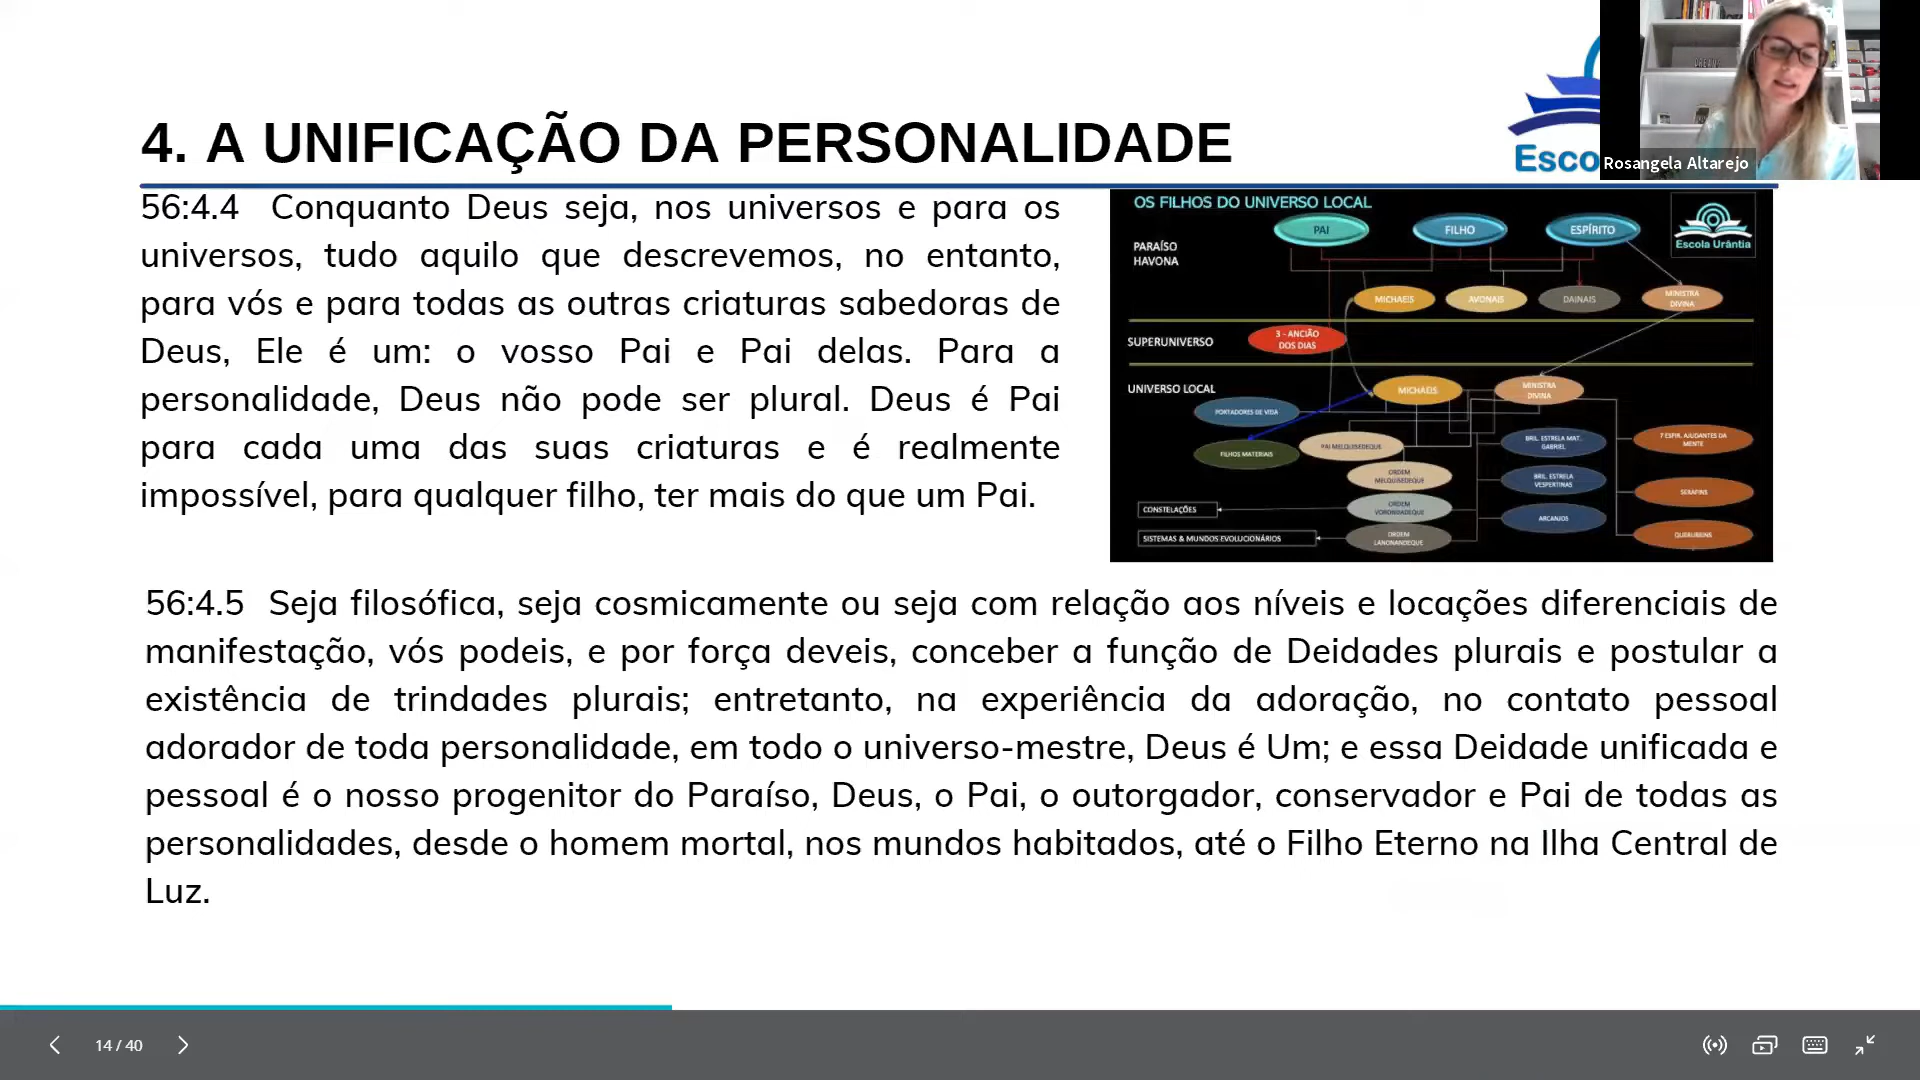 4. A UNIFICAÇÃO DA PERSONALIDADE
Esco
Rosangela Altarejo
56:4.4 Conquanto Deus seja, nos universos e para os
universos, tudo aquilo que descrevemos, no entanto,
para vós e para todas as outras criaturas sabedoras de
Deus, Ele é um: o vosso Pai e Pai delas. Para a
personalidade, Deus não pode ser plural. Deus é Pai
para cada uma das suas criaturas e é realmente
impossível, para qualquer filho, ter mais do que um Pai.
OS FILHOS DO UNIVERSO LOCAL
Escola Urântia
PAI
FILHO
ESPÍRITO
PARAÍSO
HAVONA
MICHAEIS
AVONAIS
DAINAIS
MINISTRA
DIVINA
SUPERUNIVERSO
3 - ANCIÃO
DOS DIAS
UNIVERSO LOCAL
MICHAEIS
MINISTRA
DIVINA
PORTADORES DE VIDA
FILHOS MATERIAIS
PAI MELQUISEDEQUE
BRIL. ESTRELA MAT.
GABRIEL
7 ESPIR. AJUDANTES DA
MENTE
ORDEM
MELQUISEDEQUE
BRIL. ESTRELA
VESPERTINAS
SERAFINS
CONSTELAÇÕES
ORDEM
VORONDADEQUE
ARCANJOS
SISTEMAS & MUNDOS EVOLUCIONÁRIOS
ORDEM
LANONANDEQUE
QUERUBINS
56:4.5 Seja filosófica, seja cosmicamente ou seja com relação aos níveis e locações diferenciais de
manifestação, vós podeis, e por força deveis, conceber a função de Deidades plurais e postular a
existência de trindades plurais; entretanto, na experiência da adoração, no contato pessoal
adorador de toda personalidade, em todo o universo-mestre, Deus é Um; e essa Deidade unificada e
pessoal é o nosso progenitor do Paraíso, Deus, o Pai, o outorgador, conservador e Pai de todas as
personalidades, desde o homem mortal, nos mundos habitados, até o Filho Eterno na Ilha Central de
Luz.
14 / 40